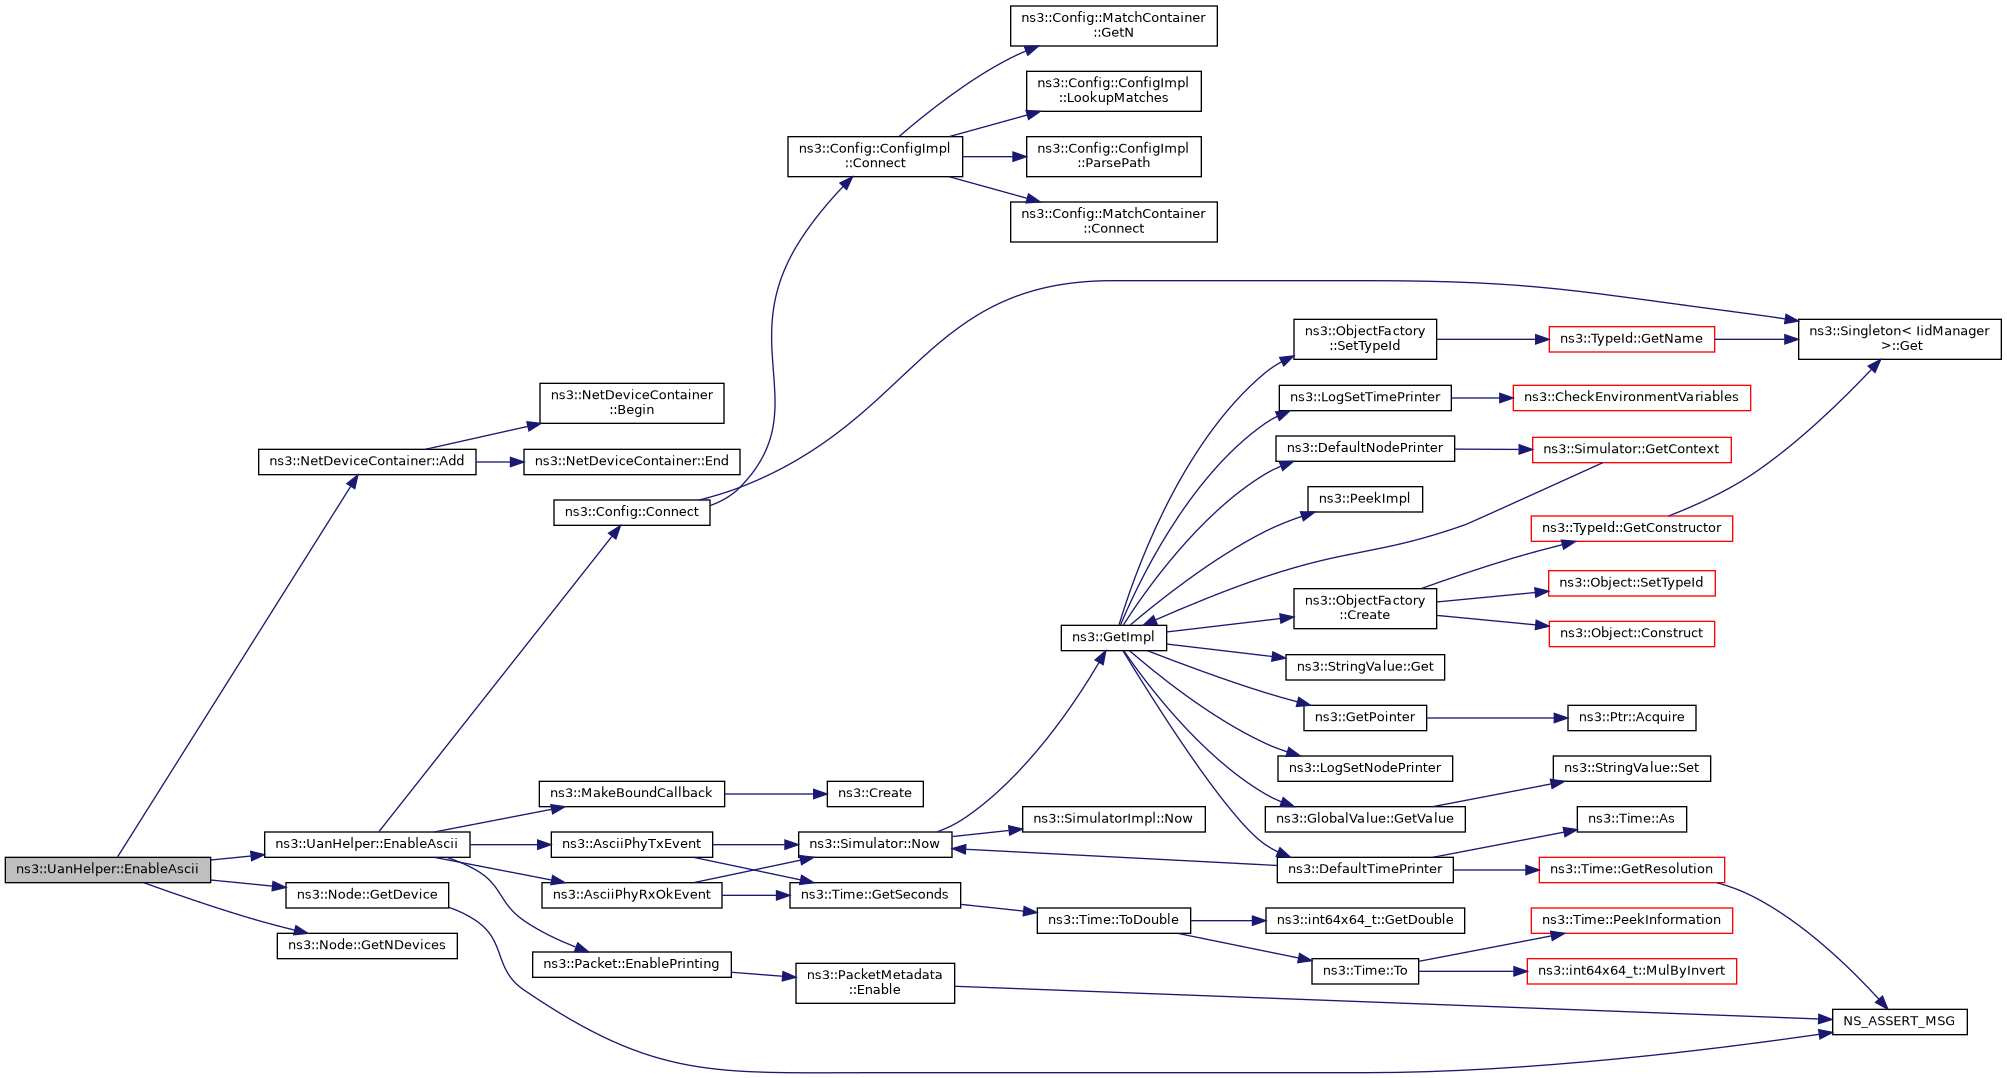 ns3::UanHelper::EnableAscii
ns3::NetDeviceContainer::Add
ns3::NetDeviceContainer
::Begin
ns3::NetDeviceContainer::End
ns3::UanHelper::EnableAscii
ns3::Node::GetDevice
ns3::Node::GetNDevices
ns3::Config::Connect
ns3::MakeBoundCallback
ns3::AsciiPhyTxEvent
ns3::AsciiPhyRxOkEvent
ns3::Packet::EnablePrinting
ns3::Config::ConfigImpl
::Connect
ns3::Create
ns3::Simulator::Now
ns3::Time::GetSeconds
ns3::PacketMetadata
::Enable
ns3::Config::MatchContainer
::GetN
ns3::Config::ConfigImpl
::LookupMatches
ns3::Config::ConfigImpl
::ParsePath
ns3::Config::MatchContainer
::Connect
ns3::GetImpl
ns3::SimulatorImpl::Now
ns3::Time::ToDouble
ns3::ObjectFactory
::SetTypeId
ns3::LogSetTimePrinter
ns3::DefaultNodePrinter
ns3::PeekImpl
ns3::ObjectFactory
::Create
ns3::StringValue::Get
ns3::GetPointer
ns3::LogSetNodePrinter
ns3::GlobalValue::GetValue
ns3::DefaultTimePrinter
ns3::int64x64_t::GetDouble
ns3::Time::To
ns3::TypeId::GetName
ns3::CheckEnvironmentVariables
ns3::Simulator::GetContext
ns3::TypeId::GetConstructor
ns3::Object::SetTypeId
ns3::Object::Construct
ns3::Ptr::Acquire
ns3::StringValue::Set
ns3::Time::As
ns3::Time::GetResolution
ns3::Time::PeekInformation
ns3::int64x64_t::MulByInvert
ns3::Singleton< IidManager
>::Get
NS_ASSERT_MSG